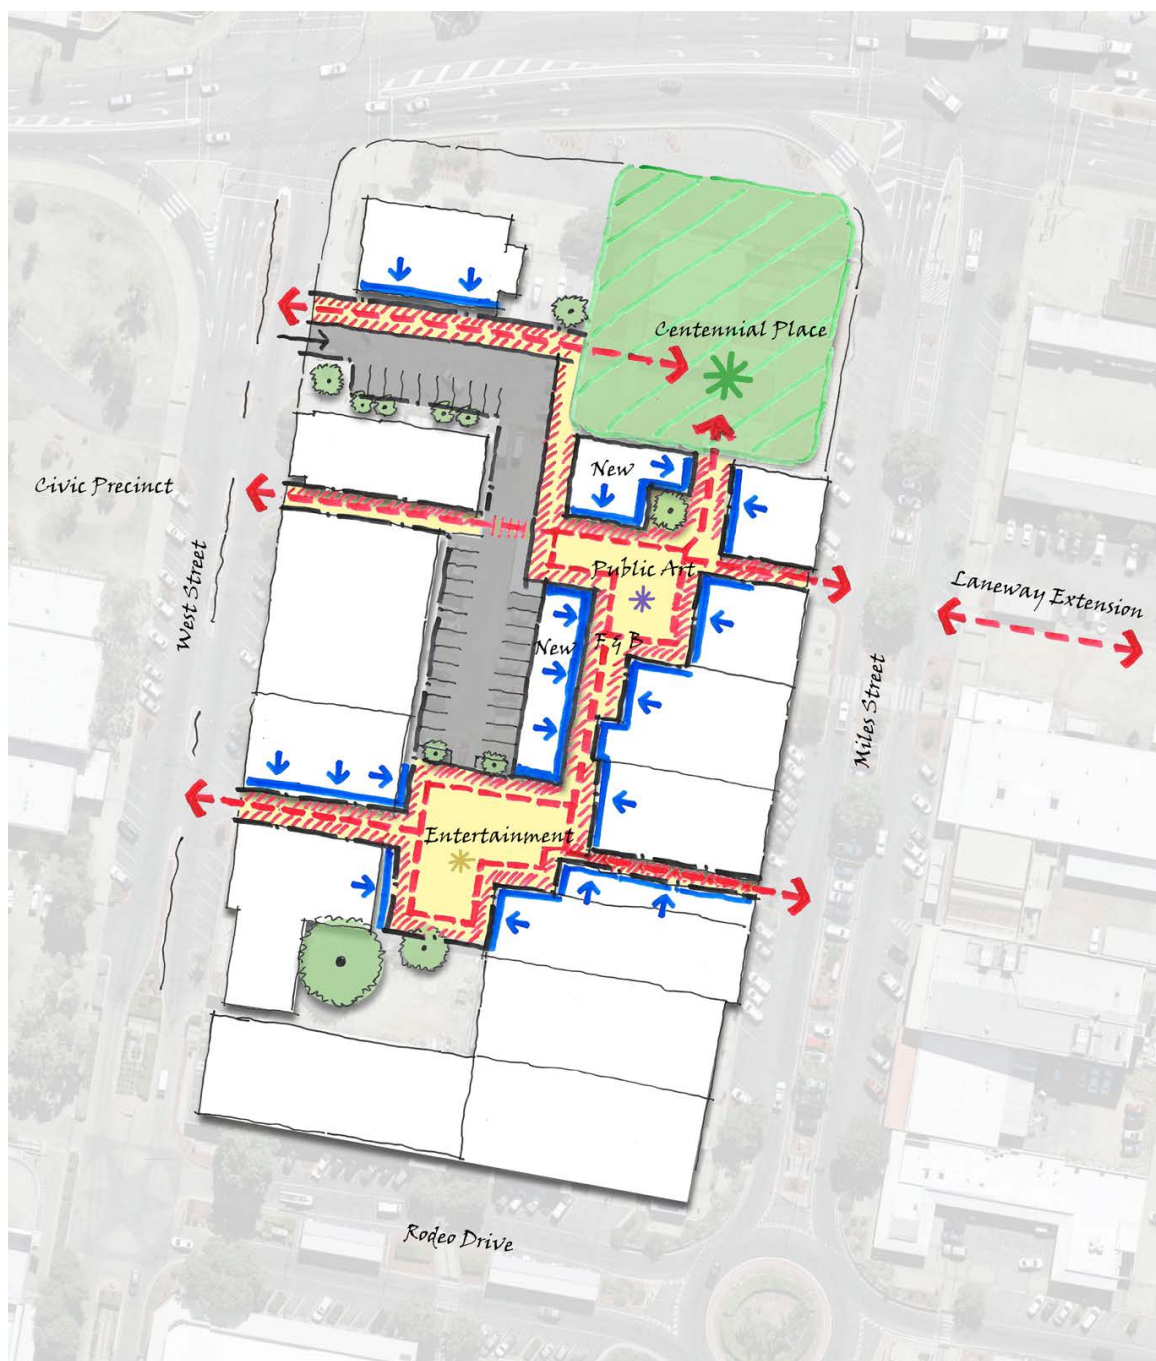 Centennial Place
New
Civic Precinct
Public Art
Laneway Extension
West Street
New
F & B
Miles Street
Entertainment
Rodeo Drive